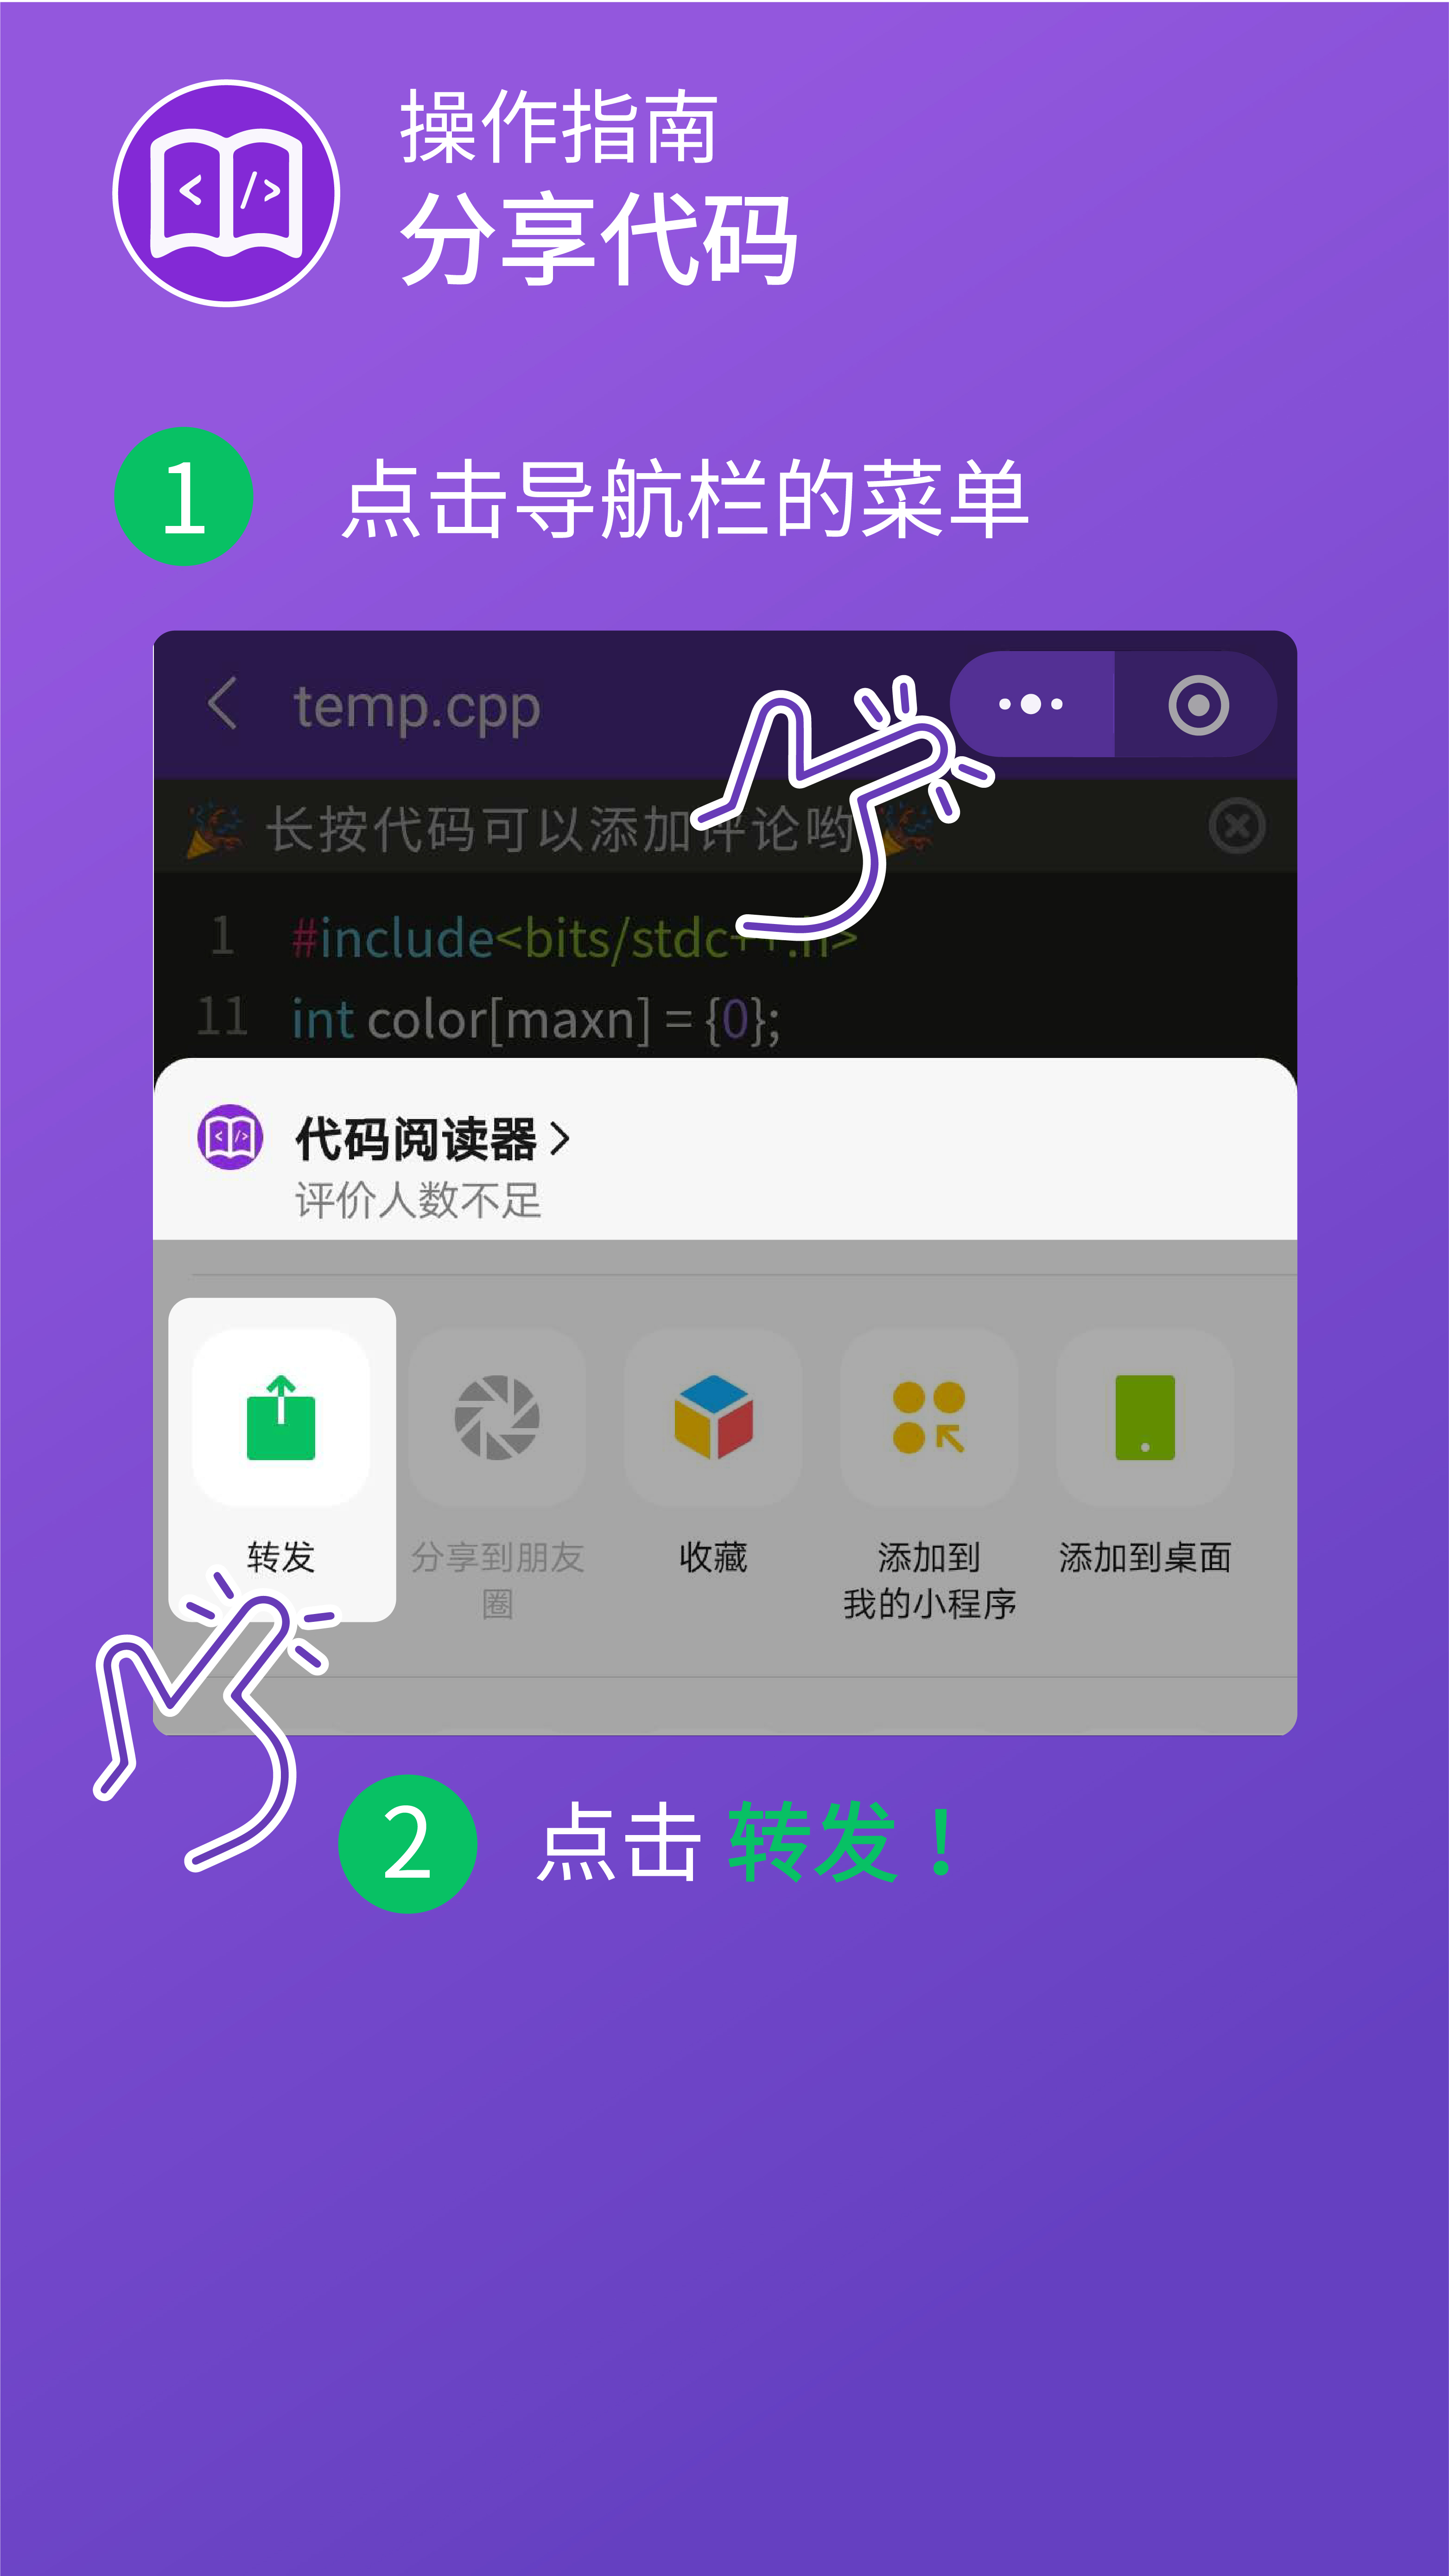 操作指南
分享代码
1 点击导航栏的菜单
temp.cpp
长按代码可以添加评论哟
1 #include<bits/stdc++.h>
11 int color[maxn] = {0};
代码阅读器
评价人数不足
转发
分享到朋友
圈
收藏
添加到
我的小程序
添加到桌面
2 点击 转发！